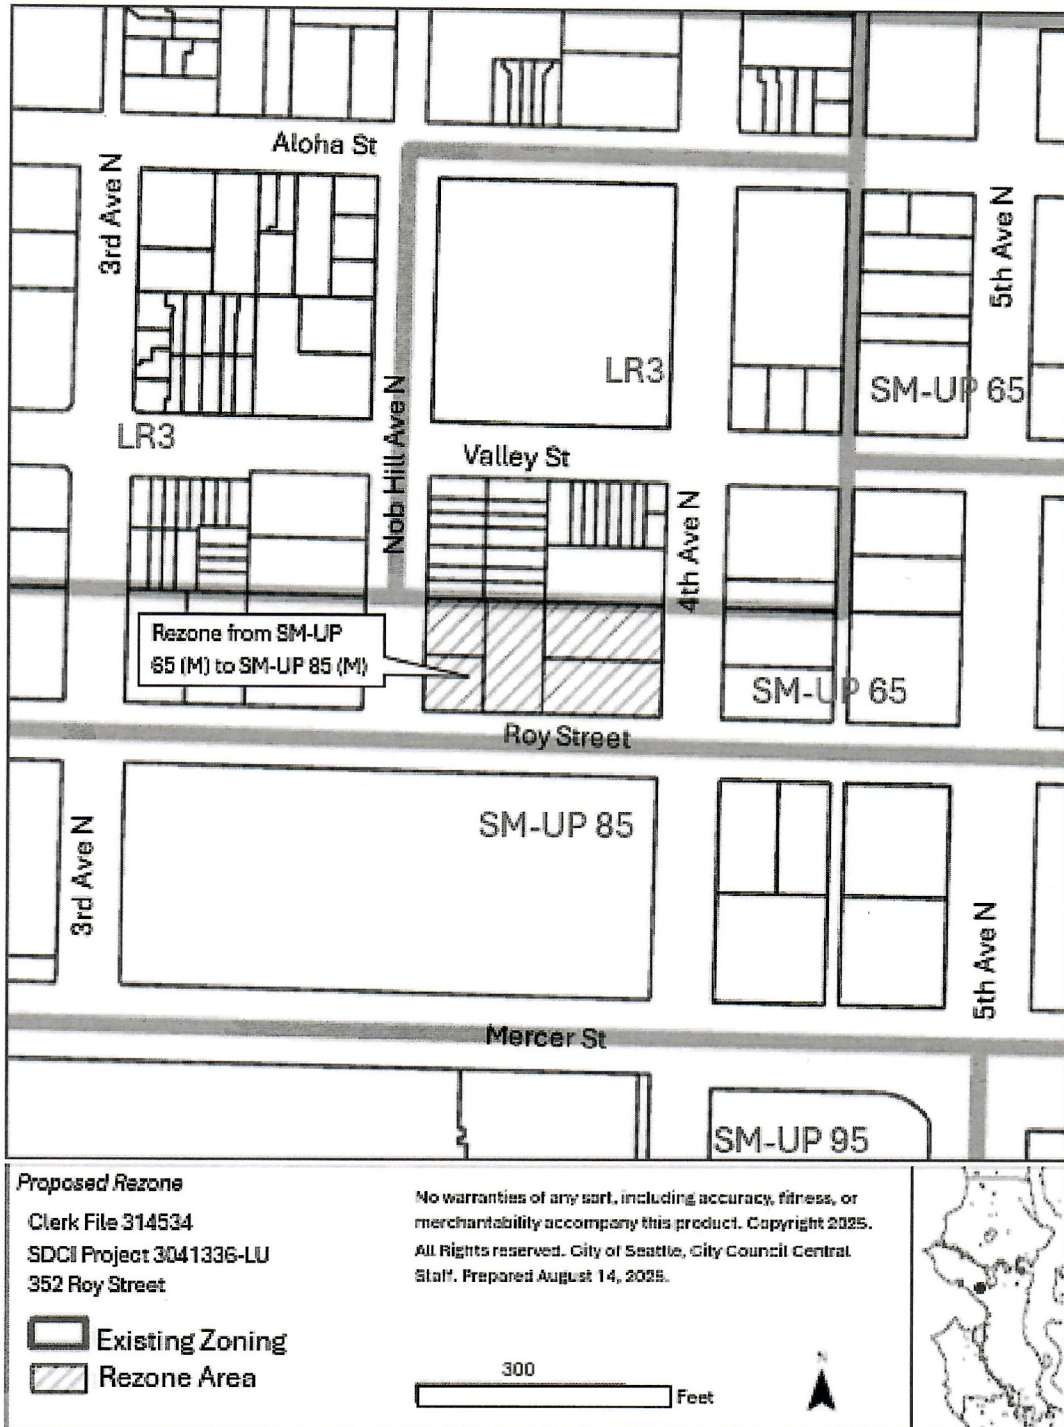 Aloha St
3rd Ave N
5th Ave N
LR3
SM-UP 65
LR3
Nob Hill Ave N
Valley St
4th Ave N
Rezone from SM-UP
65 (M) to SM-UP 85 (M)
SM-UP 65
Roy Street
SM-UP 85
3rd Ave N
5th Ave N
Mercer St
SM-UP 95
Proposed Rezone
Clerk File 314534
SDCI Project 3041336-LU
352 Roy Street
Existing Zoning
Rezone Area
No warranties of any sort, including accuracy, fitness, or
merchantability accompany this product. Copyright 2025.
All Rights reserved. City of Seattle, City Council Central
Staff. Prepared August 14, 2025.
300
Feet
N